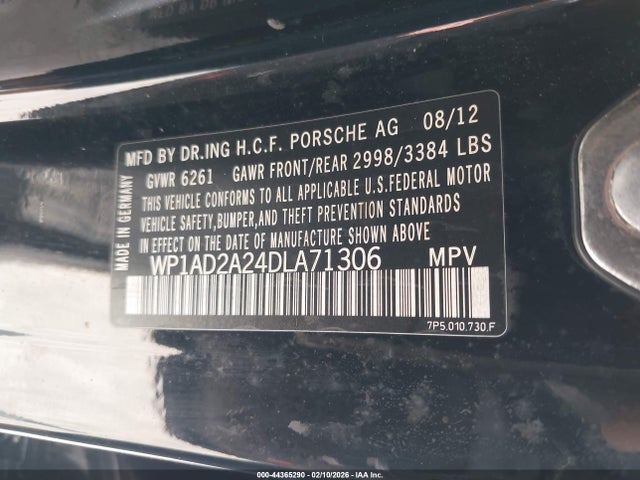 MFD BY DR.ING H.C.F. PORSCHE AG 08/12
GVWR 6261 GAWR FRONT/REAR 2998/3384 LBS
THIS VEHICLE CONFORMS TO ALL APPLICABLE U.S.FEDERAL MOTOR
VEHICLE SAFETY,BUMPER,AND THEFT PREVENTION STANDARDS
IN EFFECT ON THE DATE OF MANUFACTURE SHOWN ABOVE
WP1AD2A24DLA71306 MPV
7P5.010.730.F
MADE IN GERMANY
000-44365290 - 02/10/2026 - IAAI.COM